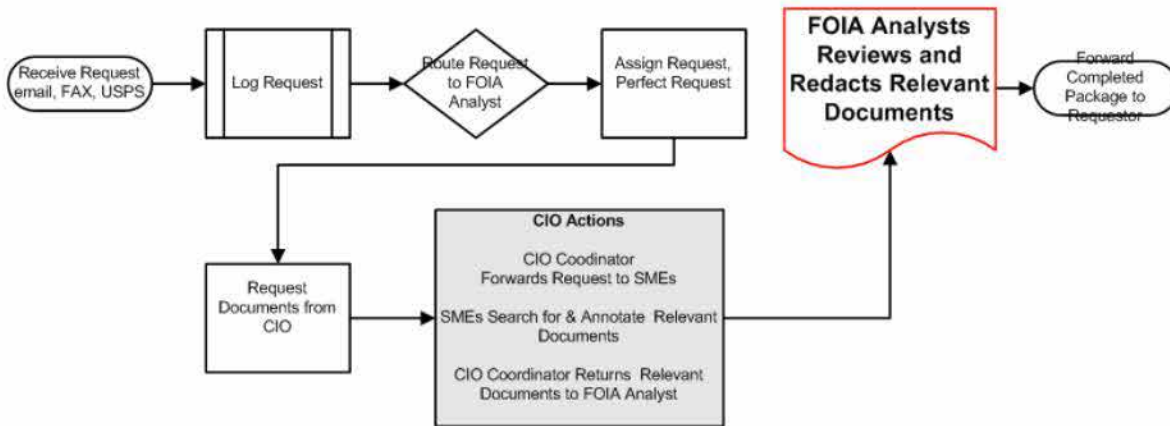 Receive Request
email, FAX, USPS
Log Request
Route Request
to FOIA
Analyst
Assign Request,
Perfect Request
FOIA Analysts
Reviews and
Redacts Relevant
Documents
Forward
Completed
Package to
Requestor
Request
Documents from
CIO
CIO Actions
CIO Coodinator
Forwards Request to SMEs
SMEs Search for & Annotate Relevant
Documents
CIO Coordinator Returns Relevant
Documents to FOIA Analyst